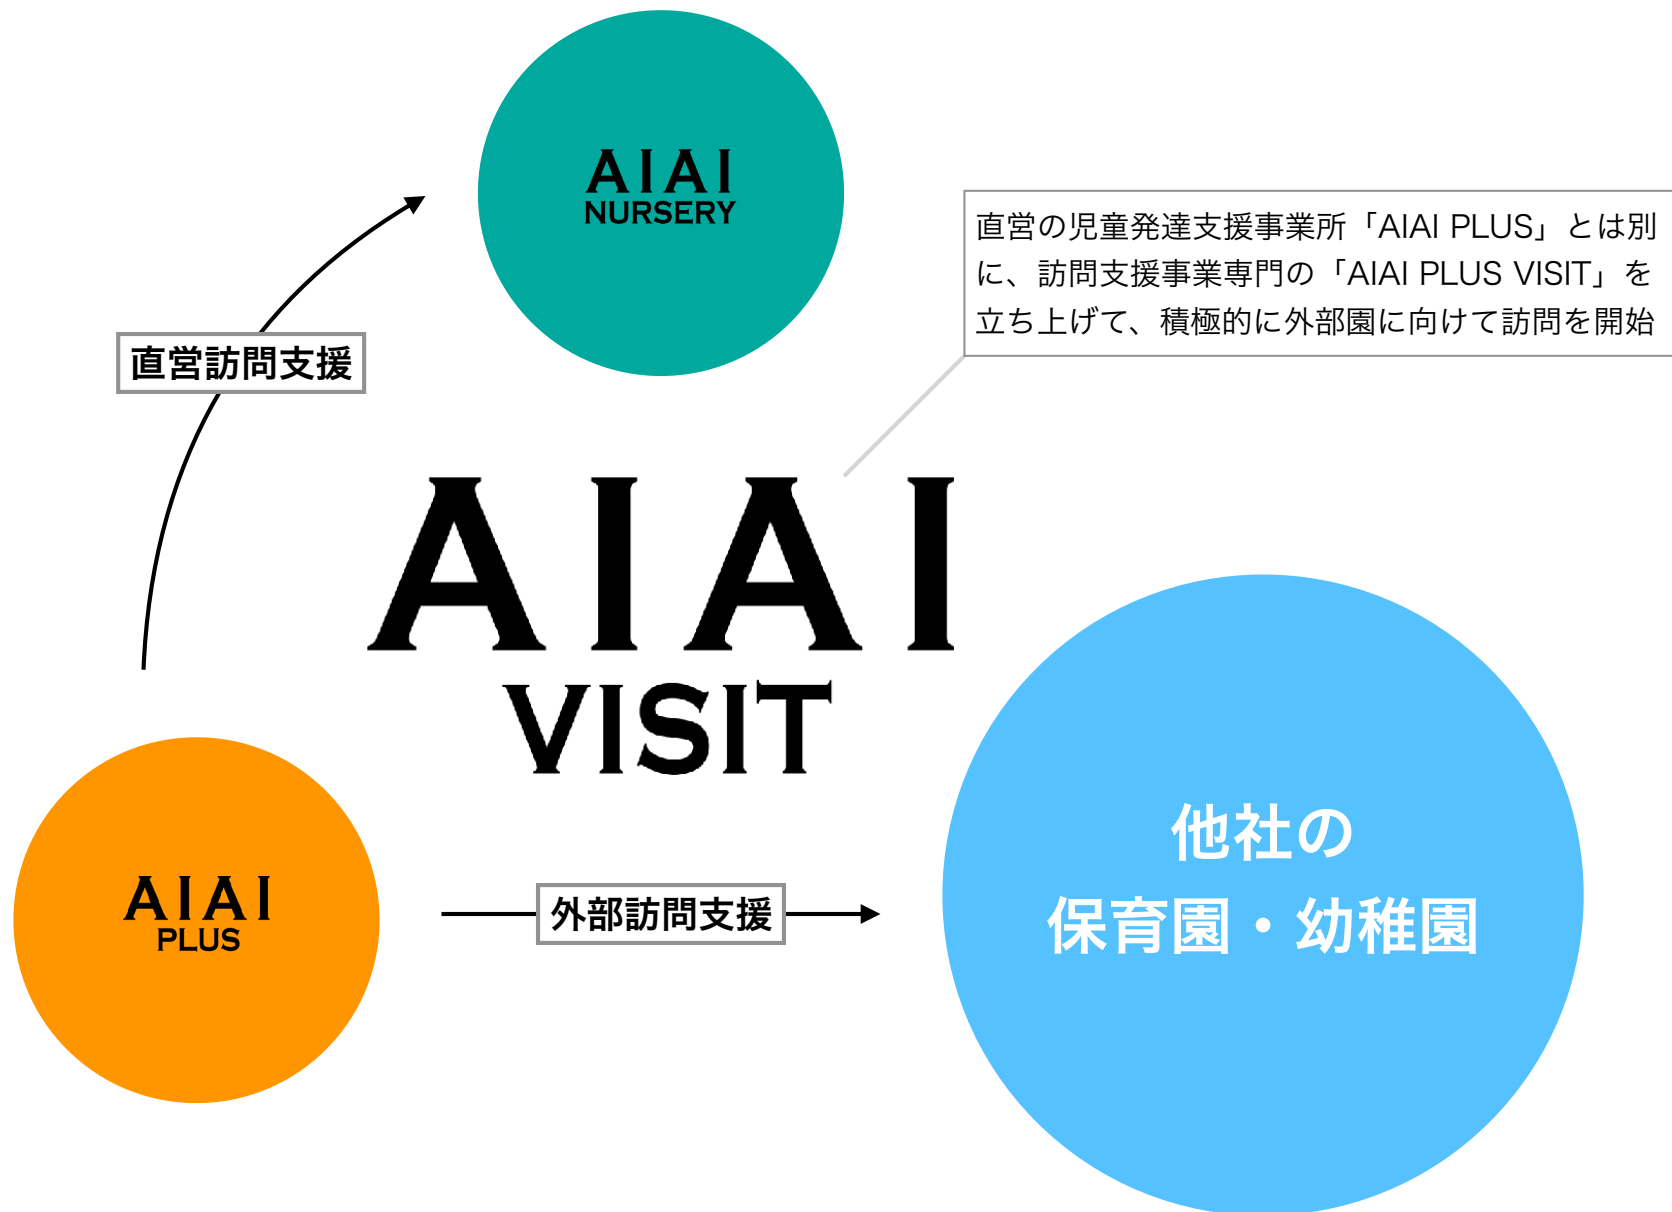 AIAI
NURSERY
直営の児童発達支援事業所「AIAI PLUS」とは別
に、訪問支援事業専門の「AIAI PLUS VISIT」を
立ち上げて、積極的に外部園に向けて訪問を開始
直営訪問支援
AIAI
VISIT
AIAI
PLUS
外部訪問支援
他社の
保育園・幼稚園